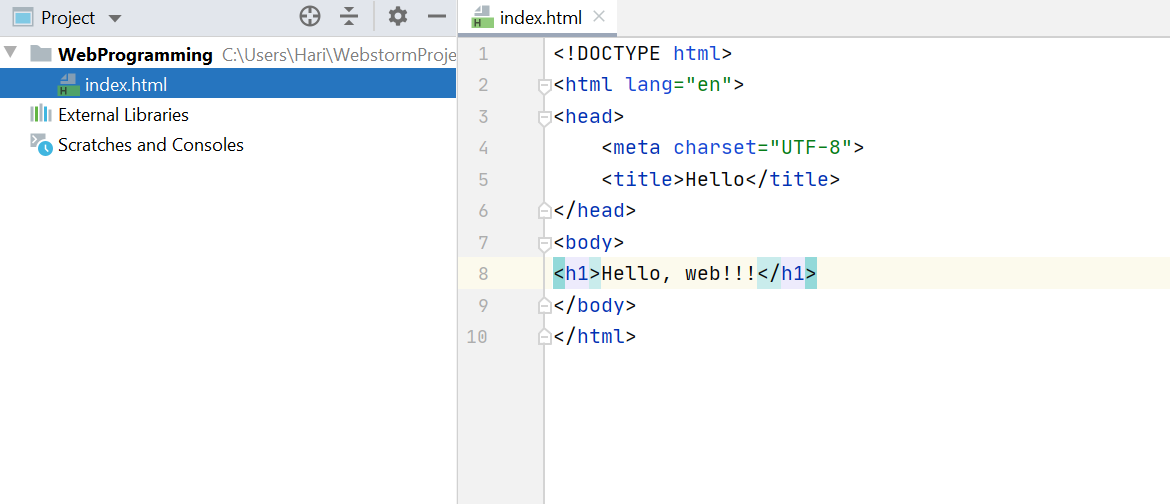 Project
WebProgramming C:\Users\Hari\WebstormProje
index.html
External Libraries
Scratches and Consoles
index.html
1 <!DOCTYPE html>
2 <html lang="en">
3 <head>
4     <meta charset="UTF-8">
5     <title>Hello</title>
6 </head>
7 <body>
8 <h1>Hello, web!!!</h1>
9 </body>
10 </html>